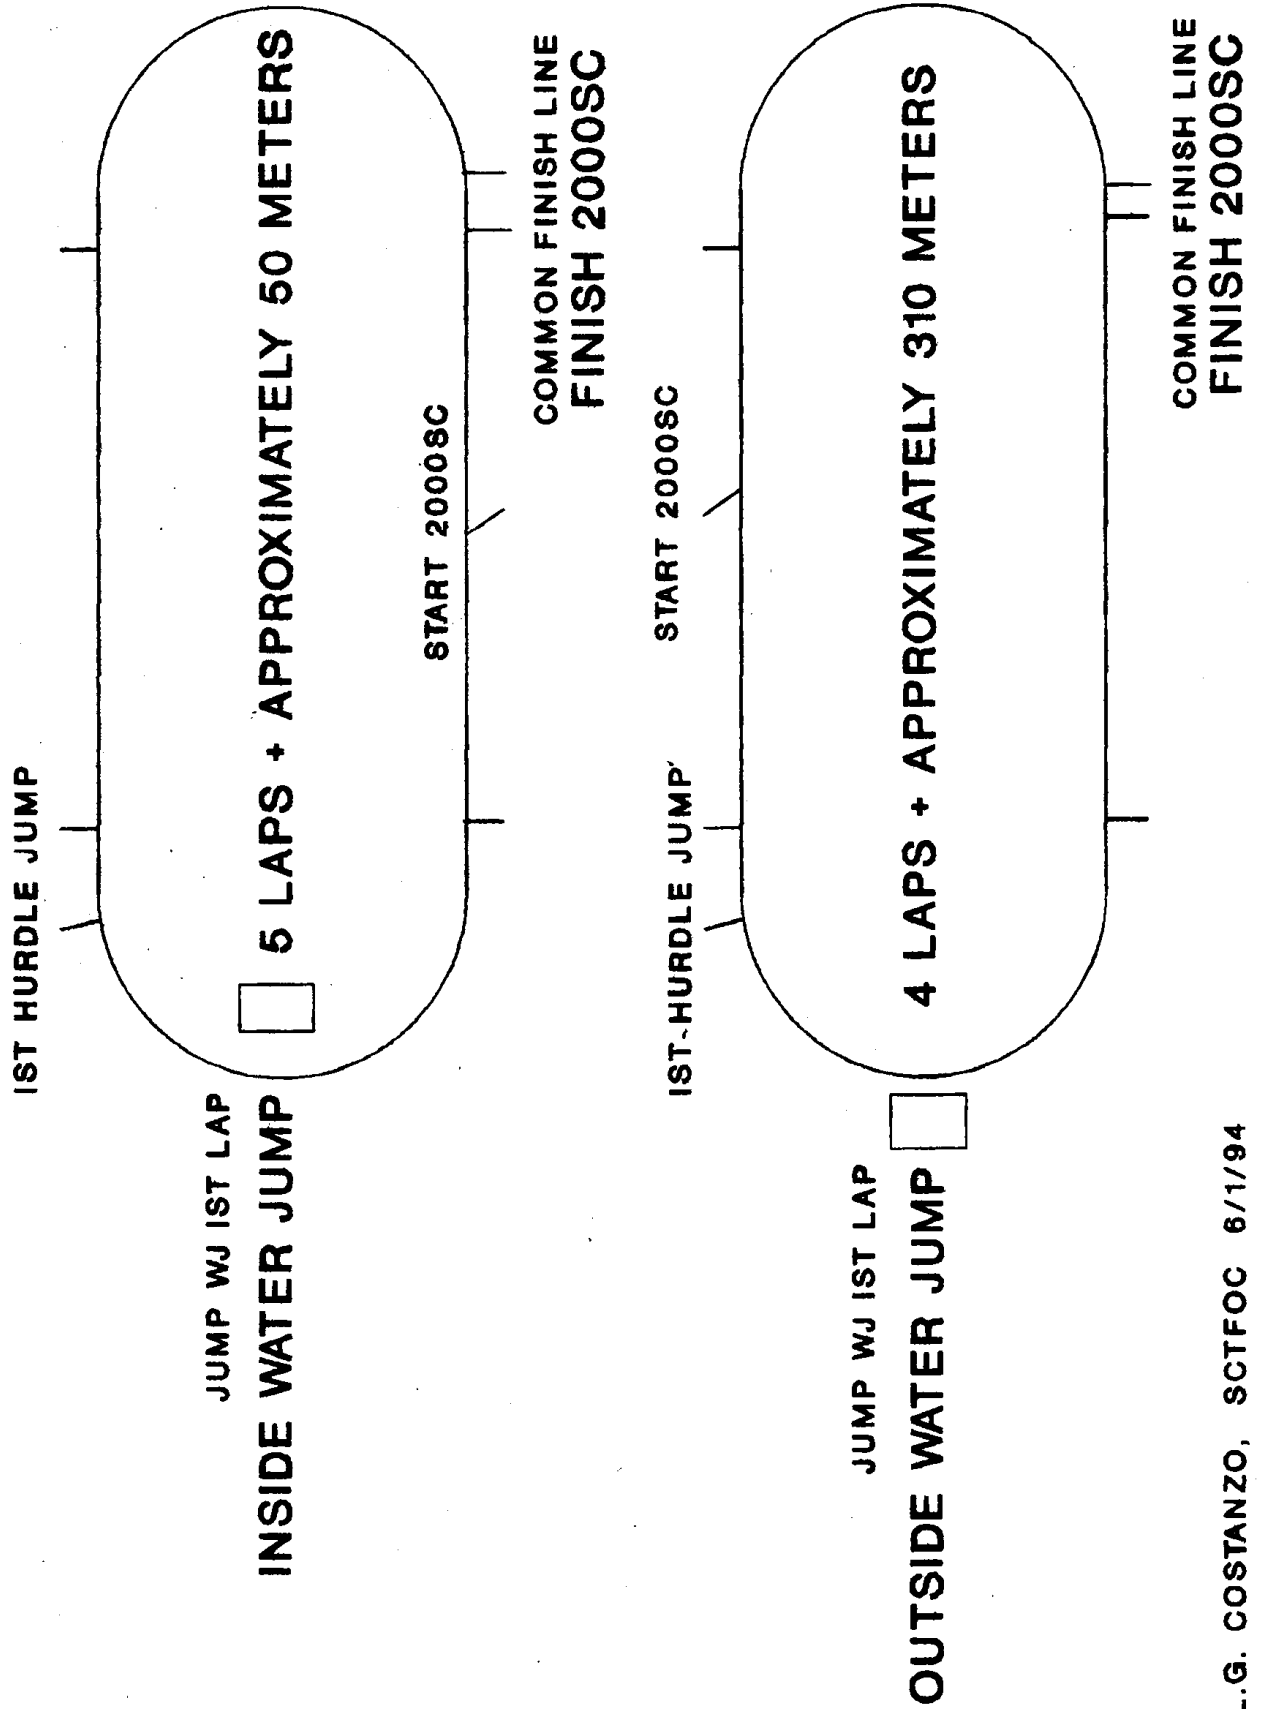 IST HURDLE JUMP
JUMP WJ IST LAP
INSIDE WATER JUMP
5 LAPS + APPROXIMATELY 50 METERS
START 2000SC
COMMON FINISH LINE
FINISH 2000SC
START 2000SC
IST-HURDLE JUMP
JUMP WJ IST LAP
OUTSIDE WATER JUMP
4 LAPS + APPROXIMATELY 310 METERS
COMMON FINISH LINE
FINISH 2000SC
.G. COSTANZO, SCTFOC 6/1/94